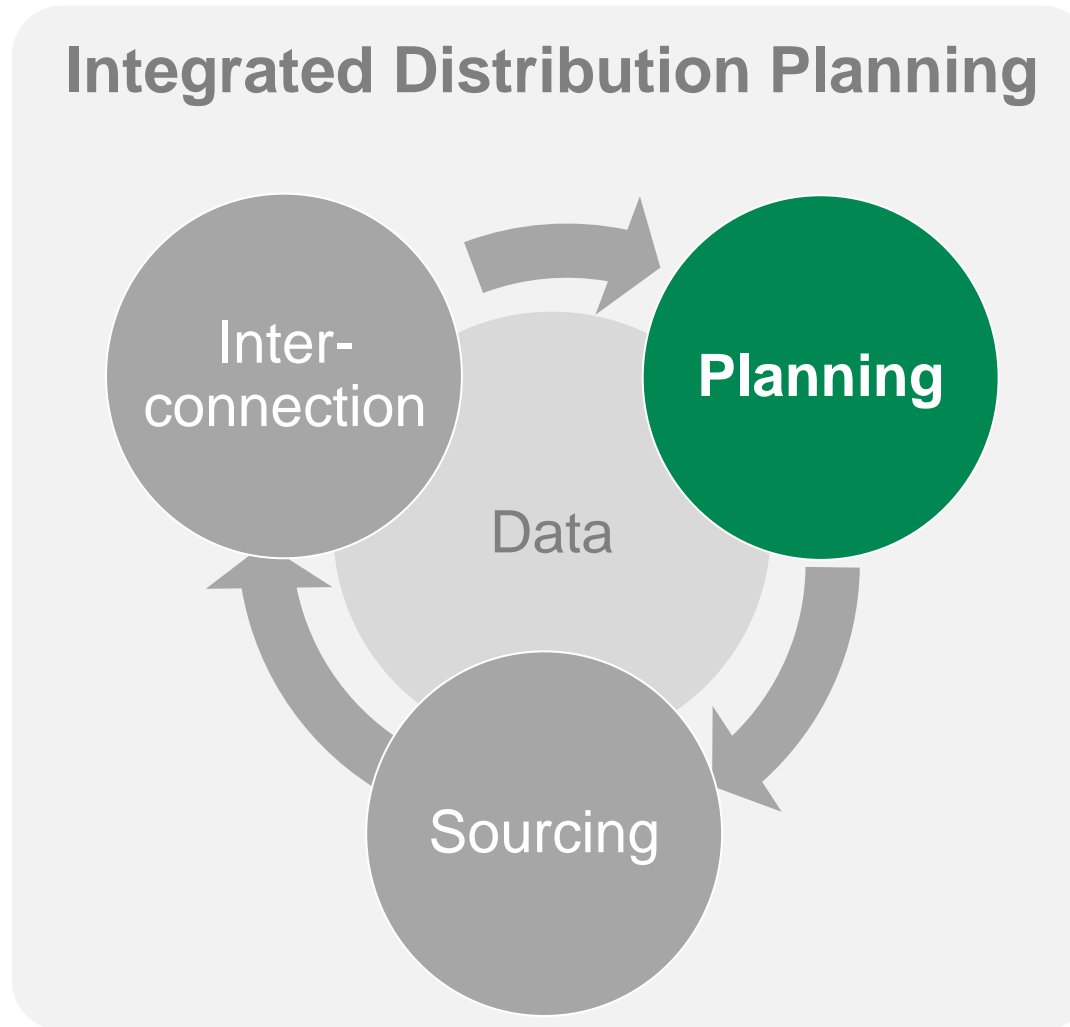 Integrated Distribution Planning
Inter-
connection
Planning
Data
Sourcing